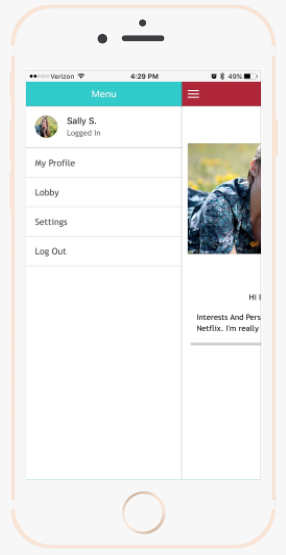 Verizon 4:29 PM 49%
Menu
Sally S.
Logged In
My Profile
Lobby
Settings
Log Out
Hi I
Interests And Pers
Netflix. I'm really